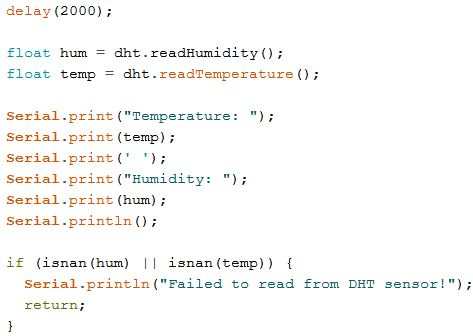 delay(2000);

float hum = dht.readHumidity();
float temp = dht.readTemperature();

Serial.print("Temperature: ");
Serial.print(temp);
Serial.print(' ');
Serial.print("Humidity: ");
Serial.print(hum);
Serial.println();

if (isnan(hum) || isnan(temp)) {
  Serial.println("Failed to read from DHT sensor!");
  return;
}